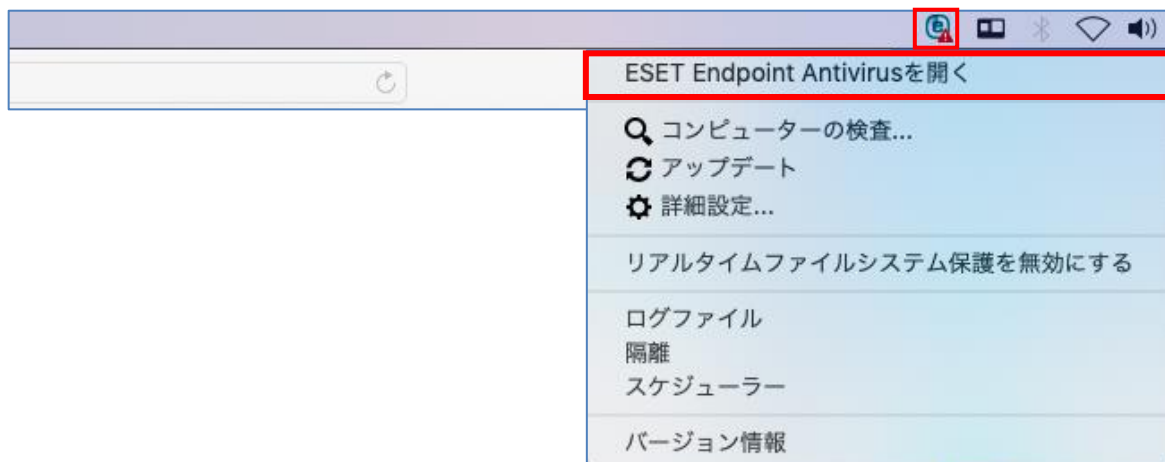 ESET Endpoint Antivirusを開く
コンピューターの検査...
アップデート
詳細設定...
リアルタイムファイルシステム保護を無効にする
ログファイル
隔離
スケジューラー
バージョン情報